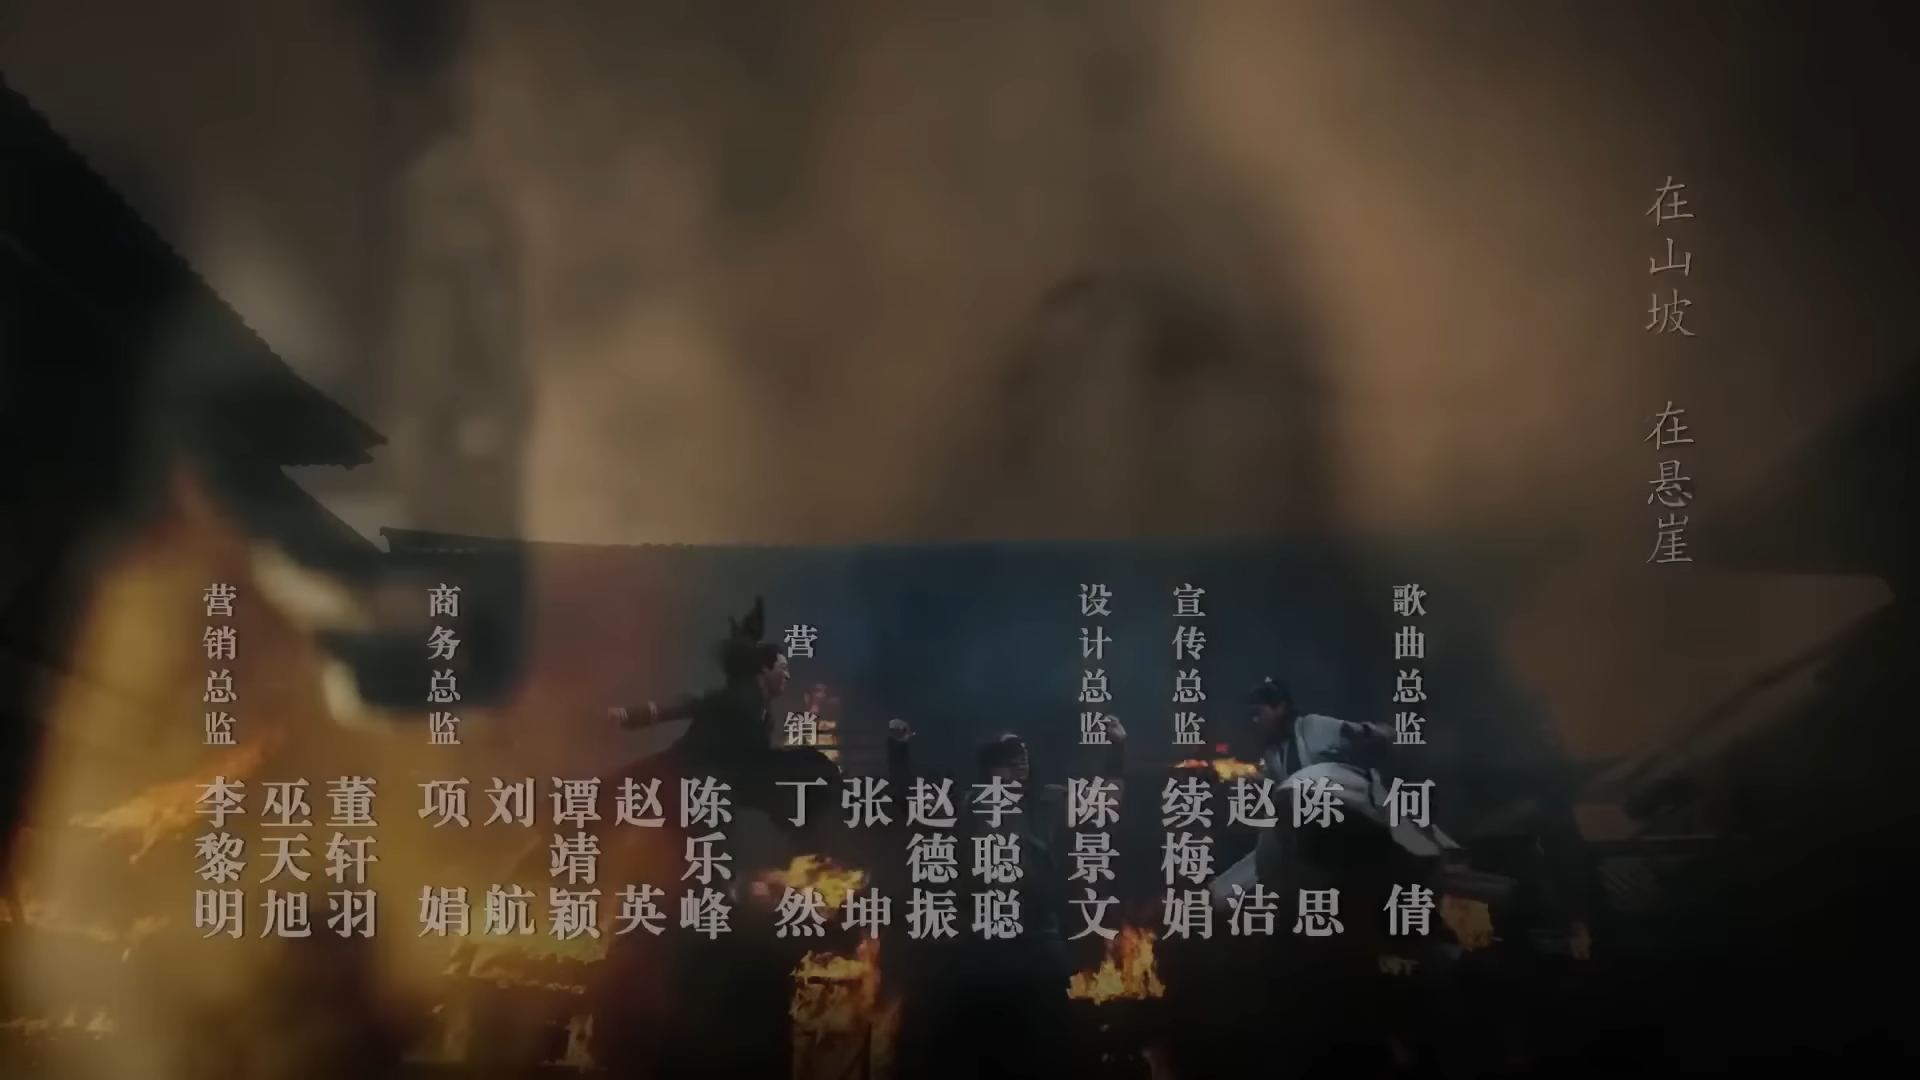 在山坡 在悬崖
歌曲总监
何倩
宣传总监
陈思
赵洁
续梅娟
设计总监
陈景文
营销
李聪聪
赵德振
张坤
丁然
商务总监
陈乐峰
赵英
谭靖颖
刘航
项娟
营销总监
董轩羽
巫天旭
李黎明